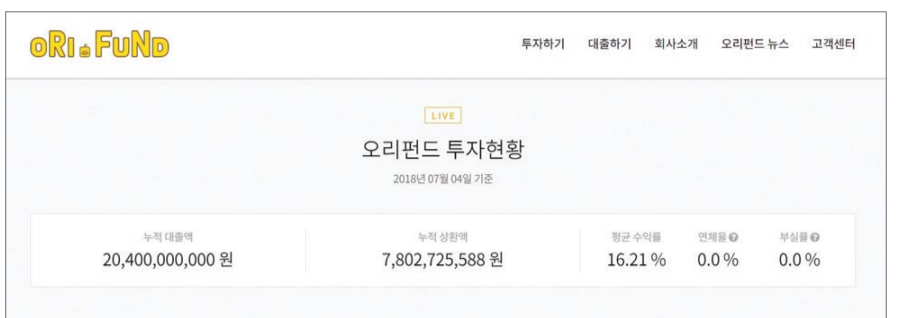 ORI FUND
투자하기 대출하기 회사소개 오리펀드 뉴스 고객센터
LIVE
오리펀드 투자현황
2018년 07월 04일 기준
누적 대출액 누적 상환액 평균 수익률 연체율 부실률
20,400,000,000 원 7,802,725,588 원 16.21 % 0.0 % 0.0 %